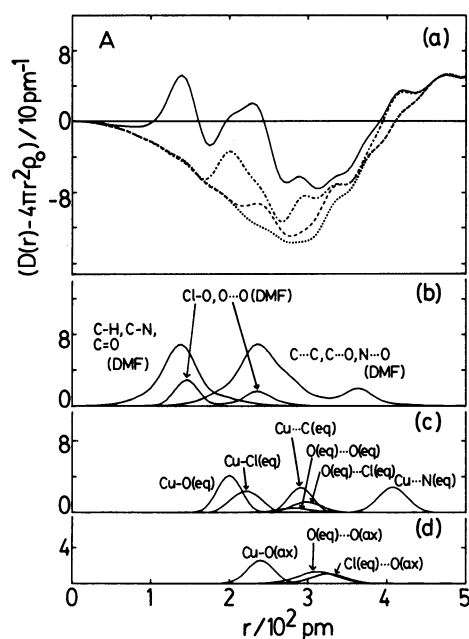 A
(a)
(D(r)-4πr²ρ₀)/10pm⁻¹
8
0
-8
(b)
Cl-O, O···O(DMF)
C-H, C-N,
C=O
(DMF)
C···C, C···O, N···O
(DMF)
8
0
(c)
Cu···C(eq)
O(eq)···O(eq)
O(eq)···Cl(eq)
Cu-Cl(eq)
Cu-O(eq)
Cu···N(eq)
8
0
(d)
O(eq)···O(ax)
Cu-O(ax)
Cl(eq)···O(ax)
4
0 1 2 3 4 5
r/10² pm